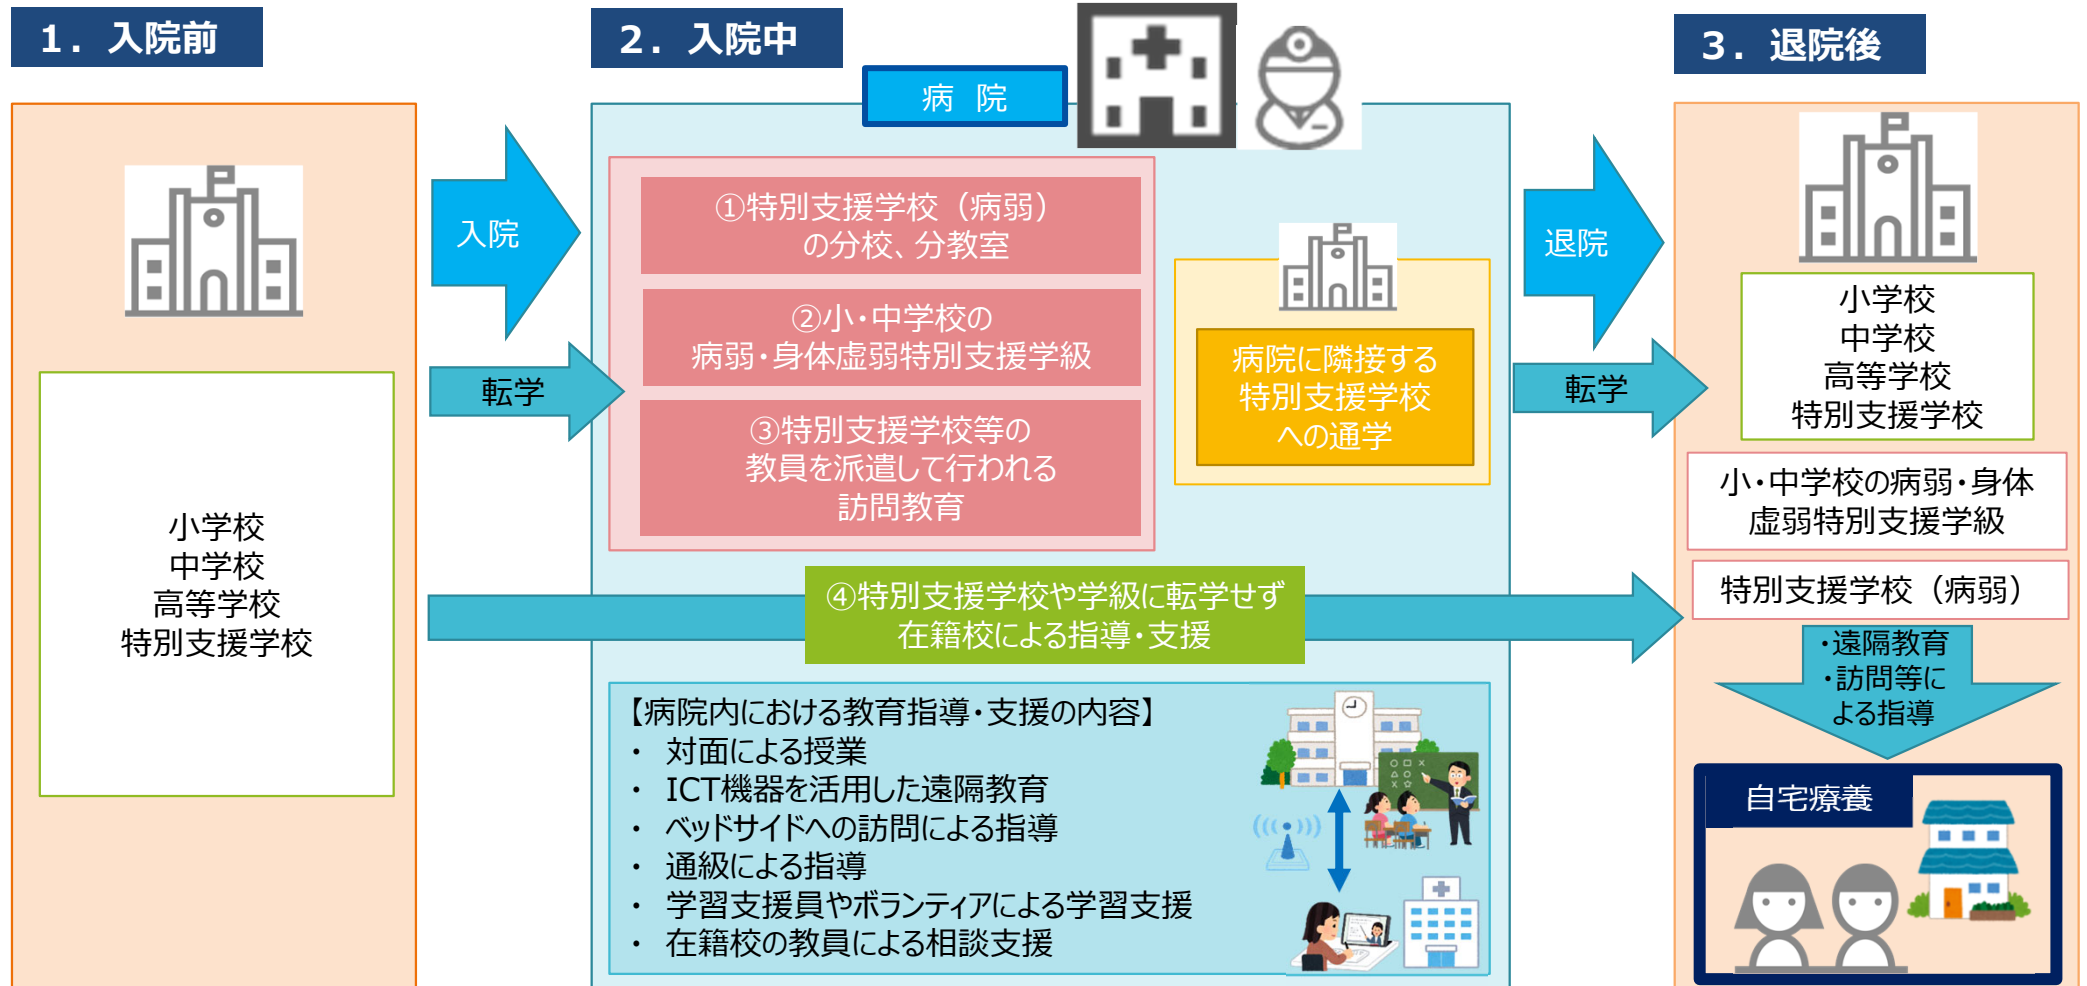 1．入院前
小学校
中学校
高等学校
特別支援学校
入院
転学
2．入院中
病 院
①特別支援学校（病弱）
の分校、分教室
②小・中学校の
病弱・身体虚弱特別支援学級
③特別支援学校等の
教員を派遣して行われる
訪問教育
病院に隣接する
特別支援学校
への通学
④特別支援学校や学級に転学せず
在籍校による指導・支援
【病院内における教育指導・支援の内容】
・ 対面による授業
・ ICT機器を活用した遠隔教育
・ ベッドサイドへの訪問による指導
・ 通級による指導
・ 学習支援員やボランティアによる学習支援
・ 在籍校の教員による相談支援
退院
転学
3．退院後
小学校
中学校
高等学校
特別支援学校
小・中学校の病弱・身体
虚弱特別支援学級
特別支援学校（病弱）
・遠隔教育
・訪問等に
よる指導
自宅療養